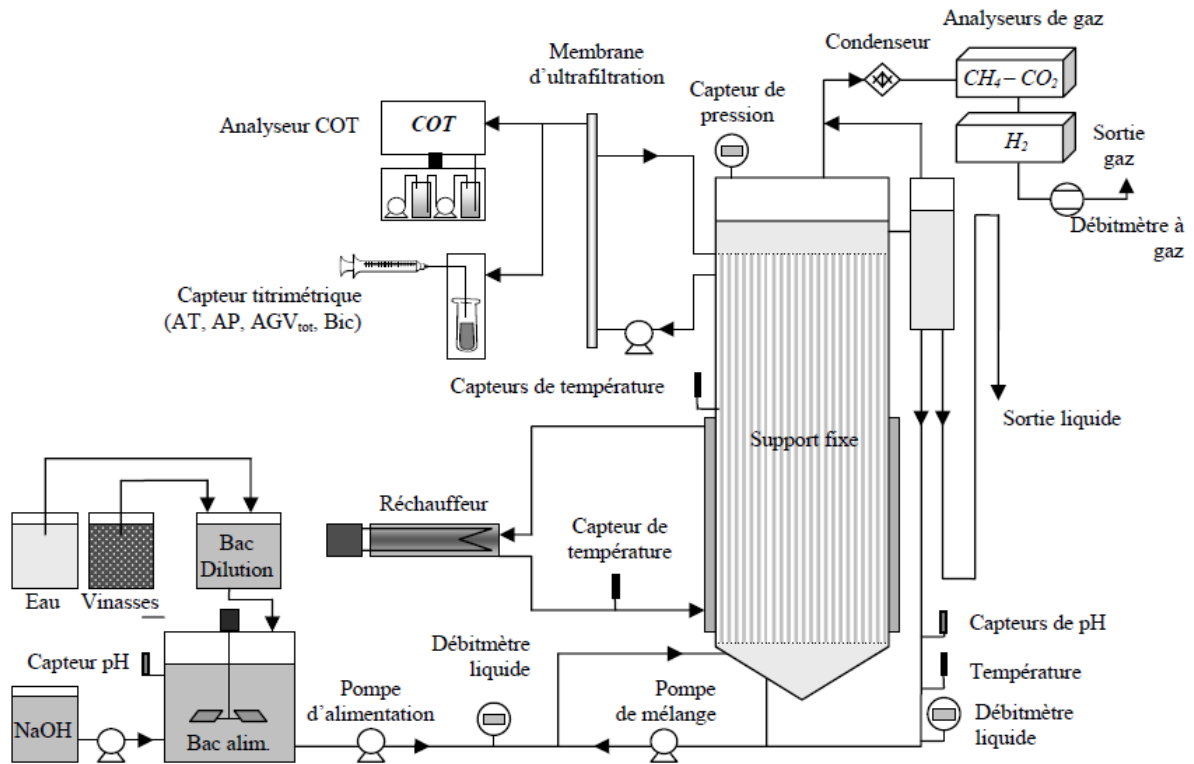 Analyseurs de gaz
Condenseur
CH₄ – CO₂
H₂
Sortie
gaz
Débitmètre à
gaz
Membrane
d'ultrafiltration
Capteur de
pression
Analyseur COT
COT
Capteur titrimétrique
(AT, AP, AGVₜₒₜ, Bic)
Capteurs de température
Support fixe
Sortie liquide
Réchauffeur
Capteur de
température
Bac
Dilution
Eau
Vinasses
Capteur pH
NaOH
Bac alim.
Pompe
d'alimentation
Débitmètre
liquide
Pompe
de mélange
Capteurs de pH
Température
Débitmètre
liquide